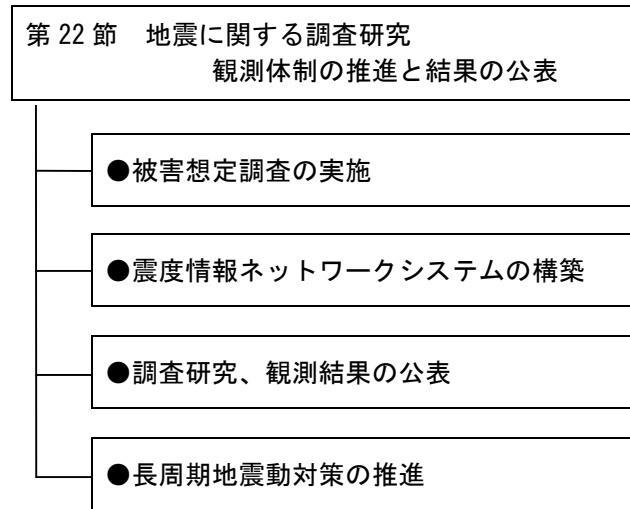 第 22 節　地震に関する調査研究
観測体制の推進と結果の公表
●被害想定調査の実施
●震度情報ネットワークシステムの構築
●調査研究、観測結果の公表
●長周期地震動対策の推進